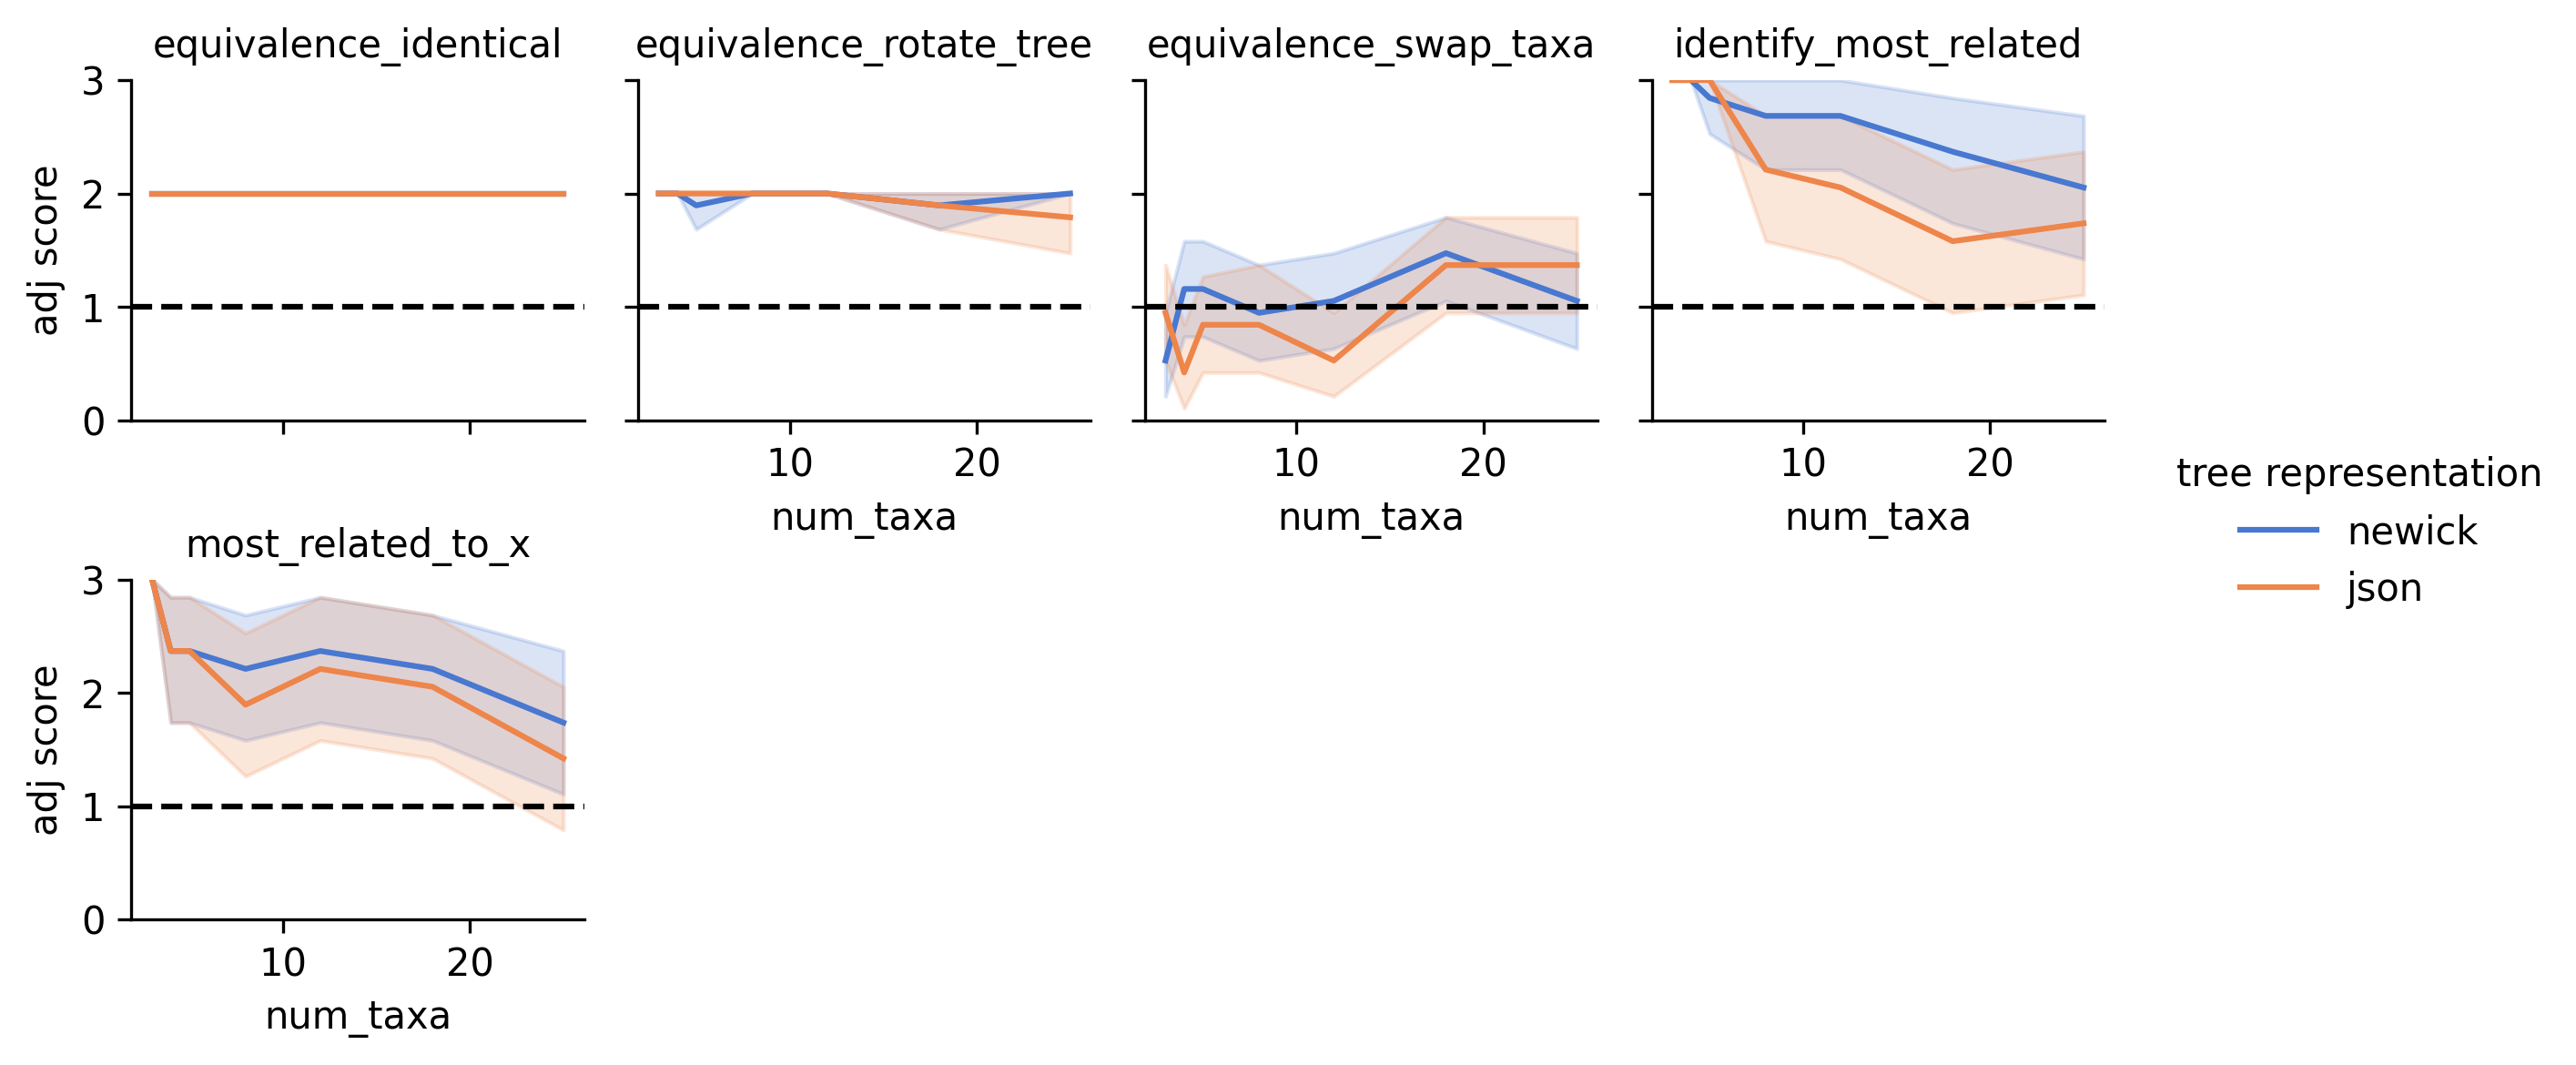 equivalence_identical
equivalence_rotate_tree
equivalence_swap_taxa
identify_most_related
adj score
3
2
1
0
10
20
num_taxa
10
20
num_taxa
10
20
num_taxa
most_related_to_x
adj score
3
2
1
0
10
20
num_taxa
tree representation
newick
json